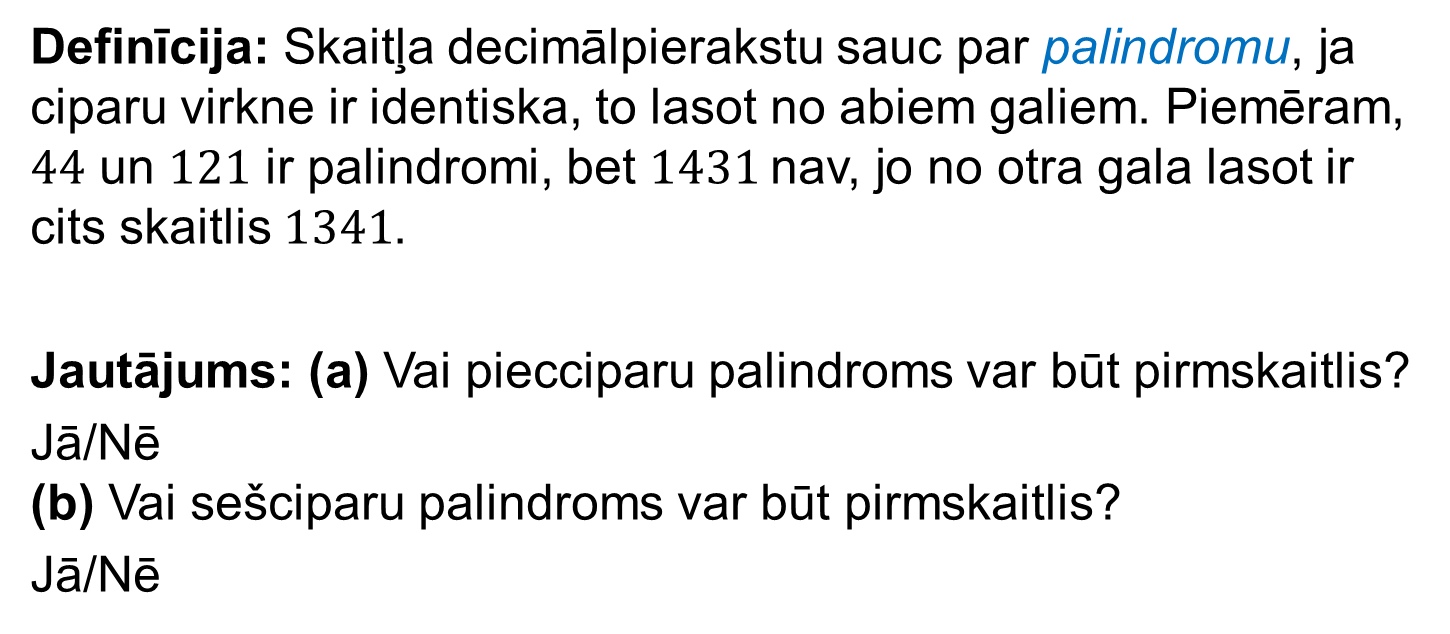 Definīcija: Skaitļa decimālpierakstu sauc par palindromu, ja
ciparu virkne ir identiska, to lasot no abiem galiem. Piemēram,
44 un 121 ir palindromi, bet 1431 nav, jo no otra gala lasot ir
cits skaitlis 1341.
Jautājums: (a) Vai piecciparu palindroms var būt pirmskaitlis?
Jā/Nē
(b) Vai sešciparu palindroms var būt pirmskaitlis?
Jā/Nē